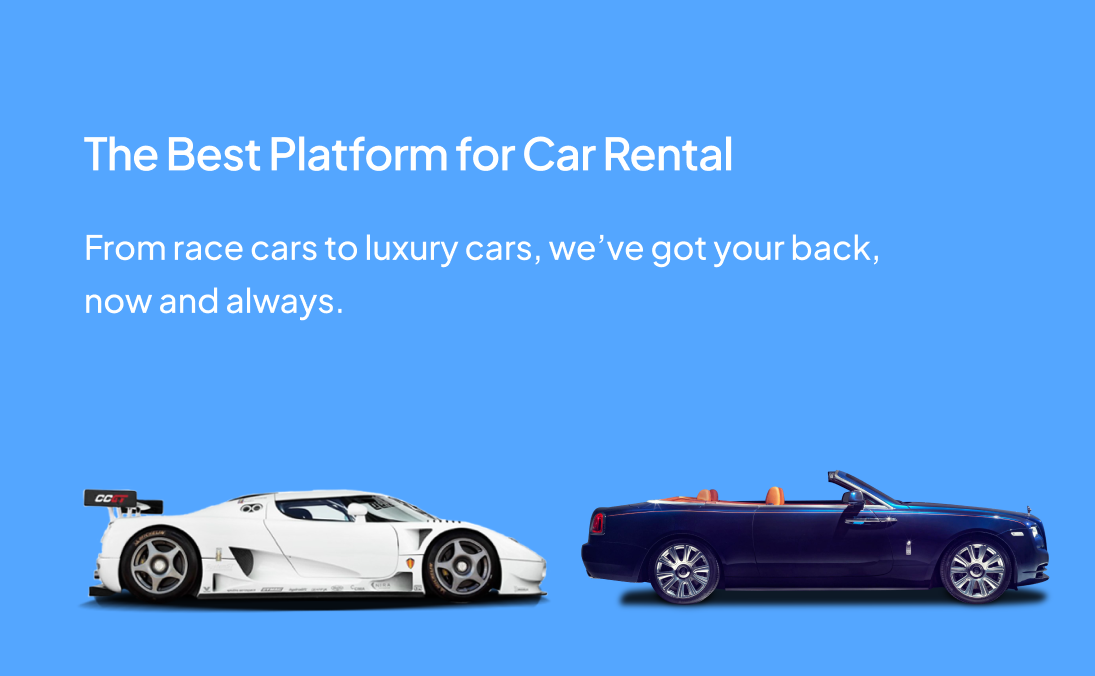 The Best Platform for Car Rental
From race cars to luxury cars, we’ve got your back,
now and always.
CCGT